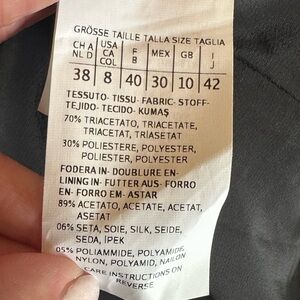 GRÖSSE TAILLE TALLA SIZE TAGLIA
CH A USA F MEX GB I
NL D CA COL B J
38 8 40 30 10 42
TESSUTO- TISSU- FABRIC- STOFF-
TEJIDO- TECIDO- KUMAŞ
70% TRIACETATO, TRIACETATE,
TRIACETAT, TRİASETAT
30% POLIESTERE, POLYESTER
POLIESTER, POLYESTER
FODERA IN- DOUBLURE EN-
LINING IN- FUTTER AUS- FORRO
EN- FORRO EM- ASTAR
89% ACETATO, ACETATE, ACETAT,
ASETAT
06% SETA, SOIE, SILK, SEIDE,
SEDA, İPEK
05% POLIAMMIDE, POLYAMIDE,
NYLON, POLYAMID, NAILON
CARE INSTRUCTIONS ON
REVERSE